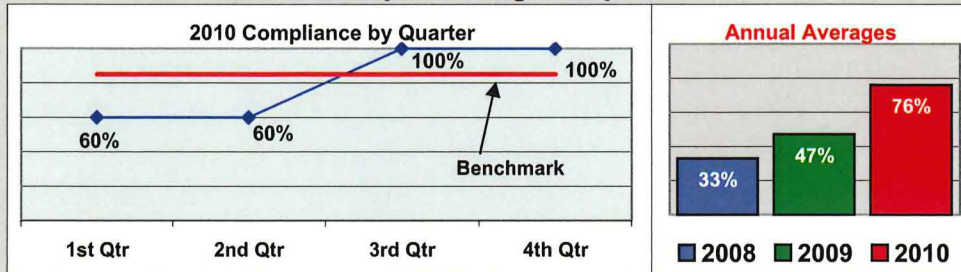 2010 Compliance by Quarter
60%
60%
100%
100%
Benchmark
1st Qtr 2nd Qtr 3rd Qtr 4th Qtr
Annual Averages
33%
47%
76%
2008 2009 2010